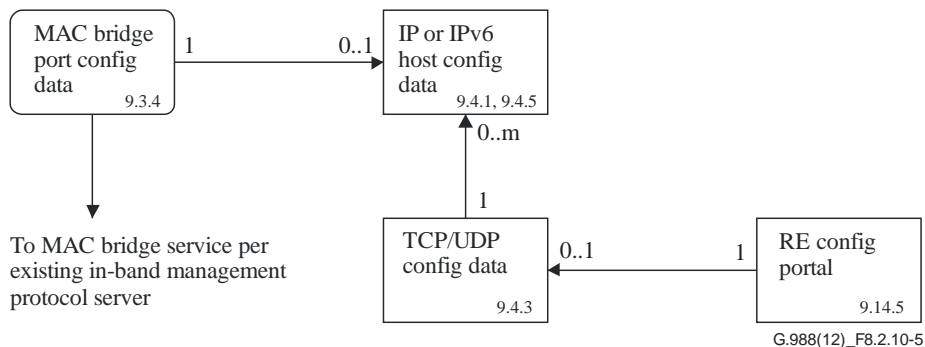 MAC bridge
port config
data
9.3.4
1
0..1
IP or IPv6
host config
data
9.4.1, 9.4.5
0..m
1
To MAC bridge service per
existing in-band management
protocol server
TCP/UDP
config data
9.4.3
0..1
1
RE config
portal
9.14.5
G.988(12)_F8.2.10-5